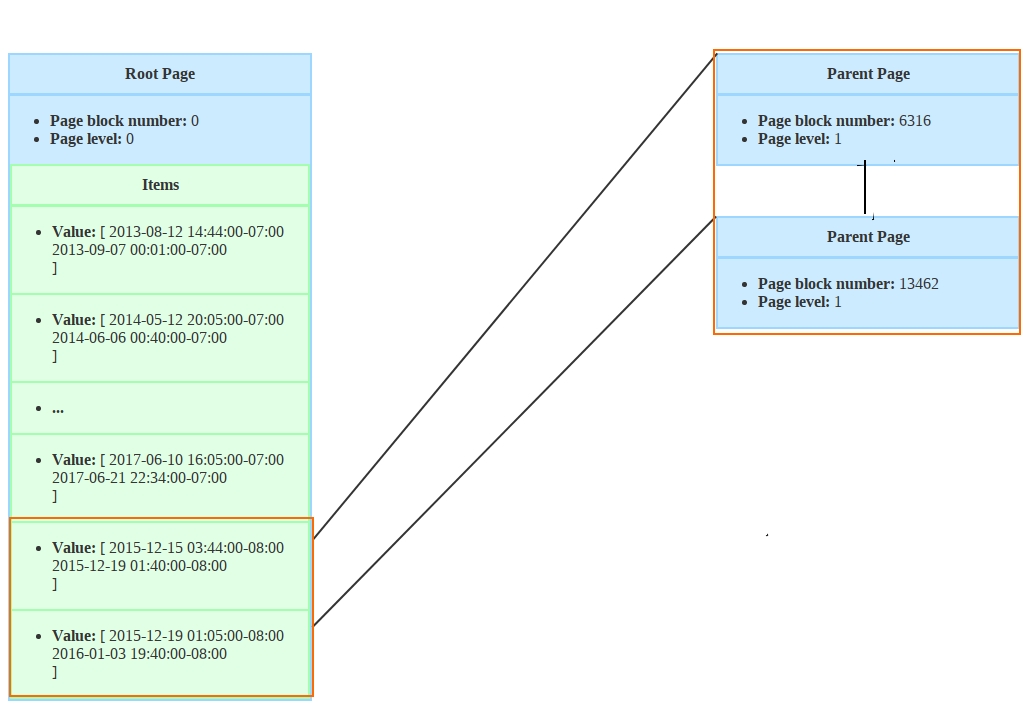 Root Page
• Page block number: 0
• Page level: 0
Items
• Value: [ 2013-08-12 14:44:00-07:00
2013-09-07 00:01:00-07:00
]
• Value: [ 2014-05-12 20:05:00-07:00
2014-06-06 00:40:00-07:00
]
• ...
• Value: [ 2017-06-10 16:05:00-07:00
2017-06-21 22:34:00-07:00
]
• Value: [ 2015-12-15 03:44:00-08:00
2015-12-19 01:40:00-08:00
]
• Value: [ 2015-12-19 01:05:00-08:00
2016-01-03 19:40:00-08:00
]
Parent Page
• Page block number: 6316
• Page level: 1
Parent Page
• Page block number: 13462
• Page level: 1